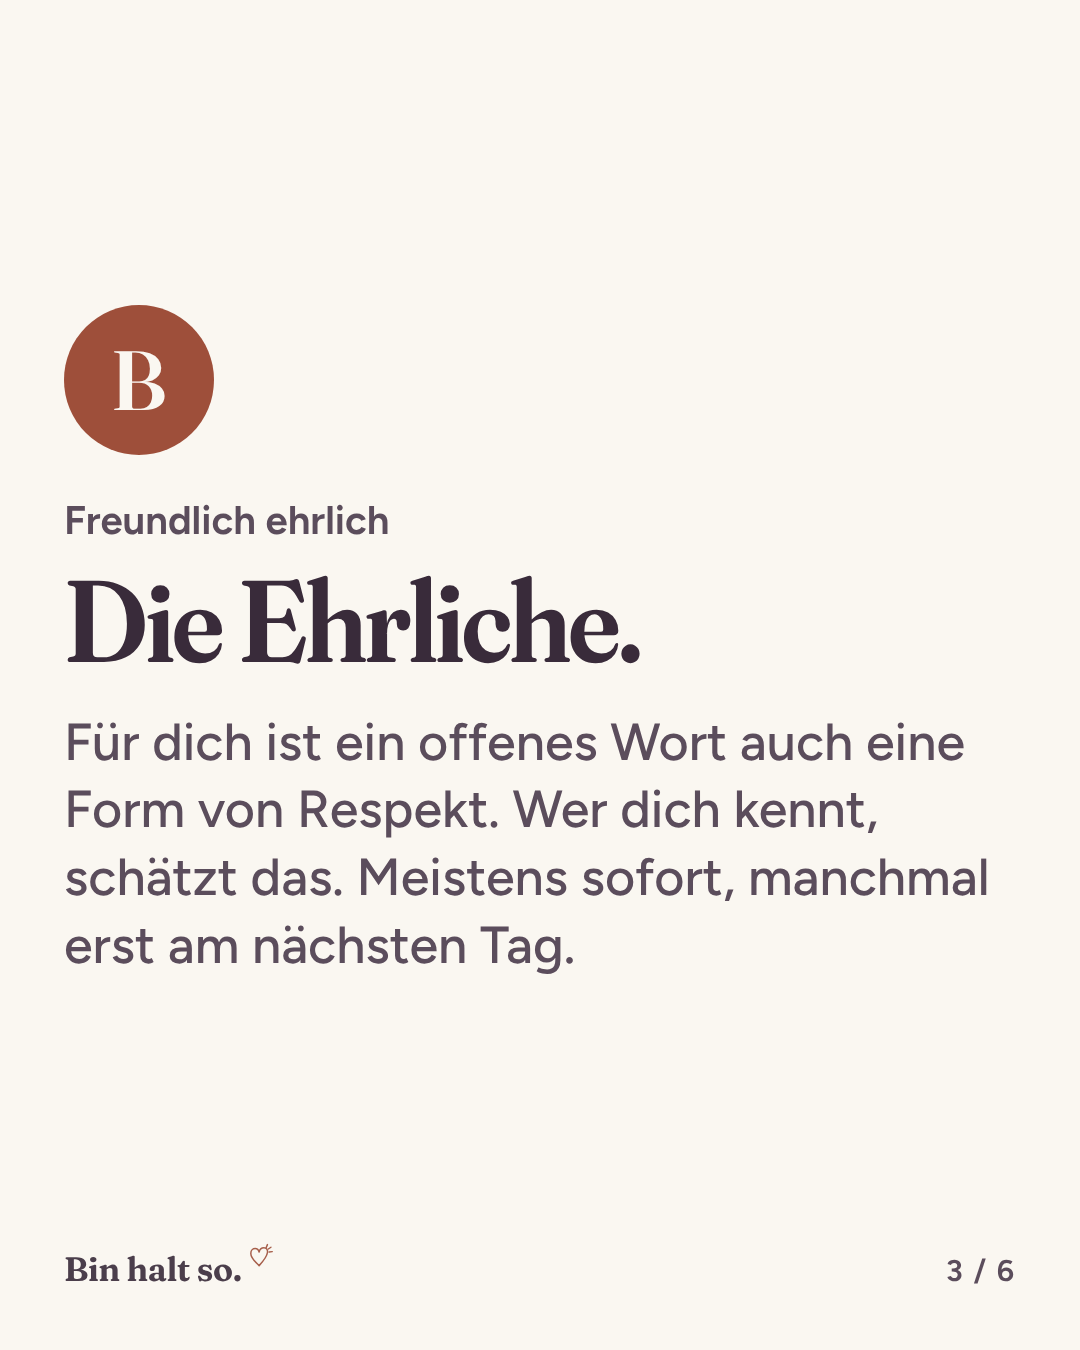 B
Freundlich ehrlich
Die Ehrliche.
Für dich ist ein offenes Wort auch eine
Form von Respekt. Wer dich kennt,
schätzt das. Meistens sofort, manchmal
erst am nächsten Tag.
Bin halt so.
3 / 6